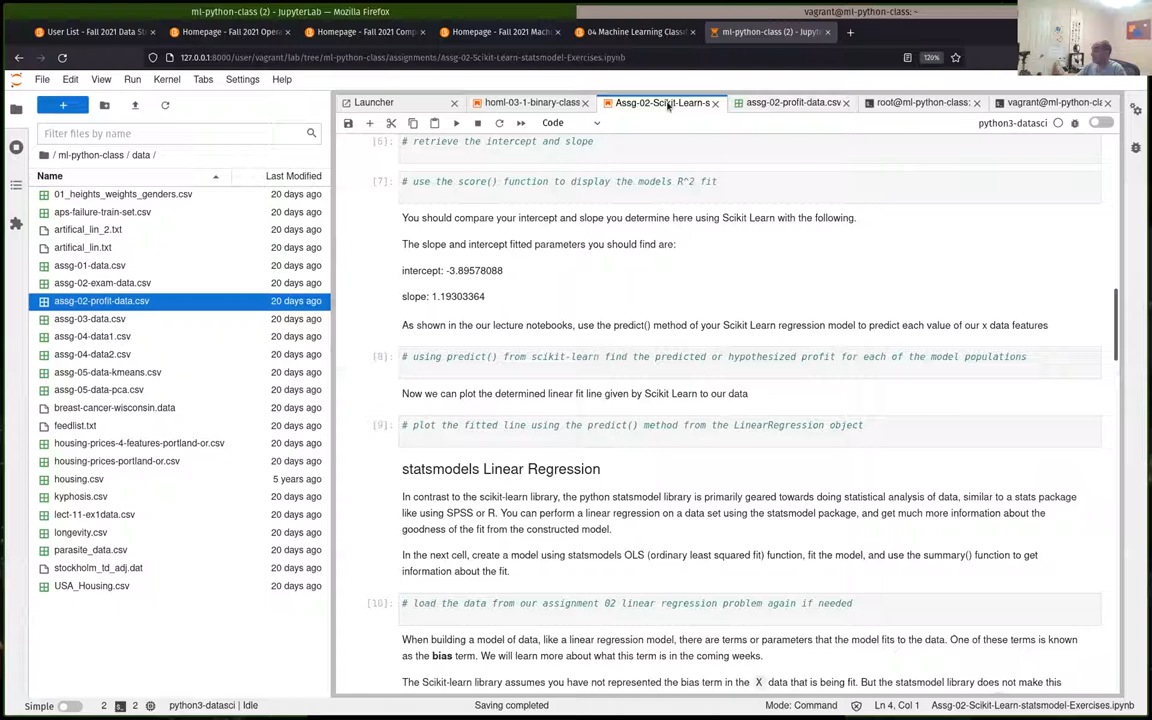 ml-python-class (2) - JupyterLab — Mozilla Firefox
vagrant@ml-python-class: ~
User List - Fall 2021 Data St
Homepage - Fall 2021 Oper
Homepage - Fall 2021 Comp
Homepage - Fall 2021 Mach
04 Machine Learning Class
ml-python-class (2) - Jupyt
127.0.0.1:8000/user/vagrant/lab/tree/ml-python-class/assignments/Assg-02-Scikit-Learn-statsmodel-Exercises.ipynb
120%
File Edit View Run Kernel Tabs Settings Help
Launcher
homl-03-1-binary-class
Assg-02-Scikit-Learn-s
assg-02-profit-data.csv
root@ml-python-class:
vagrant@ml-python-cla
Code
python3-datasci
Filter files by name
/ ml-python-class / data /
Name Last Modified
01_heights_weights_genders.csv 20 days ago
aps-failure-train-set.csv 20 days ago
artifical_lin_2.txt 20 days ago
artifical_lin.txt 20 days ago
assg-01-data.csv 20 days ago
assg-02-exam-data.csv 20 days ago
assg-02-profit-data.csv 20 days ago
assg-03-data.csv 20 days ago
assg-04-data1.csv 20 days ago
assg-04-data2.csv 20 days ago
assg-05-data-kmeans.csv 20 days ago
assg-05-data-pca.csv 20 days ago
breast-cancer-wisconsin.data 20 days ago
feedlist.txt 20 days ago
housing-prices-4-features-portland-or.csv 20 days ago
housing-prices-portland-or.csv 20 days ago
housing.csv 5 years ago
kyphosis.csv 20 days ago
lect-11-ex1data.csv 20 days ago
longevity.csv 20 days ago
parasite_data.csv 20 days ago
stockholm_td_adj.dat 20 days ago
USA_Housing.csv 20 days ago
[6]: # retrieve the intercept and slope
[7]: # use the score() function to display the models R^2 fit
You should compare your intercept and slope you determine here using Scikit Learn with the following.
The slope and intercept fitted parameters you should find are:
intercept: -3.89578088
slope: 1.19303364
As shown in the our lecture notebooks, use the predict() method of your Scikit Learn regression model to predict each value of our x data features
[8]: # using predict() from scikit-learn find the predicted or hypothesized profit for each of the model populations
Now we can plot the determined linear fit line given by Scikit Learn to our data
[9]: # plot the fitted line using the predict() method from the LinearRegression object
statsmodels Linear Regression
In contrast to the scikit-learn library, the python statsmodel library is primarily geared towards doing statistical analysis of data, similar to a stats package
like using SPSS or R. You can perform a linear regression on a data set using the statsmodel package, and get much more information about the
goodness of the fit from the constructed model.
In the next cell, create a model using statsmodels OLS (ordinary least squared fit) function, fit the model, and use the summary() function to get
information about the fit.
[10]: # load the data from our assignment 02 linear regression problem again if needed
When building a model of data, like a linear regression model, there are terms or parameters that the model fits to the data. One of these terms is known
as the bias term. We will learn more about what this term is in the coming weeks.
The Scikit-learn library assumes you have not represented the bias term in the X data that is being fit. But the statsmodel library does not make this
Simple 2 2 python3-datasci | Idle Saving completed Mode: Command Ln 4, Col 1 Assg-02-Scikit-Learn-statsmodel-Exercises.ipynb